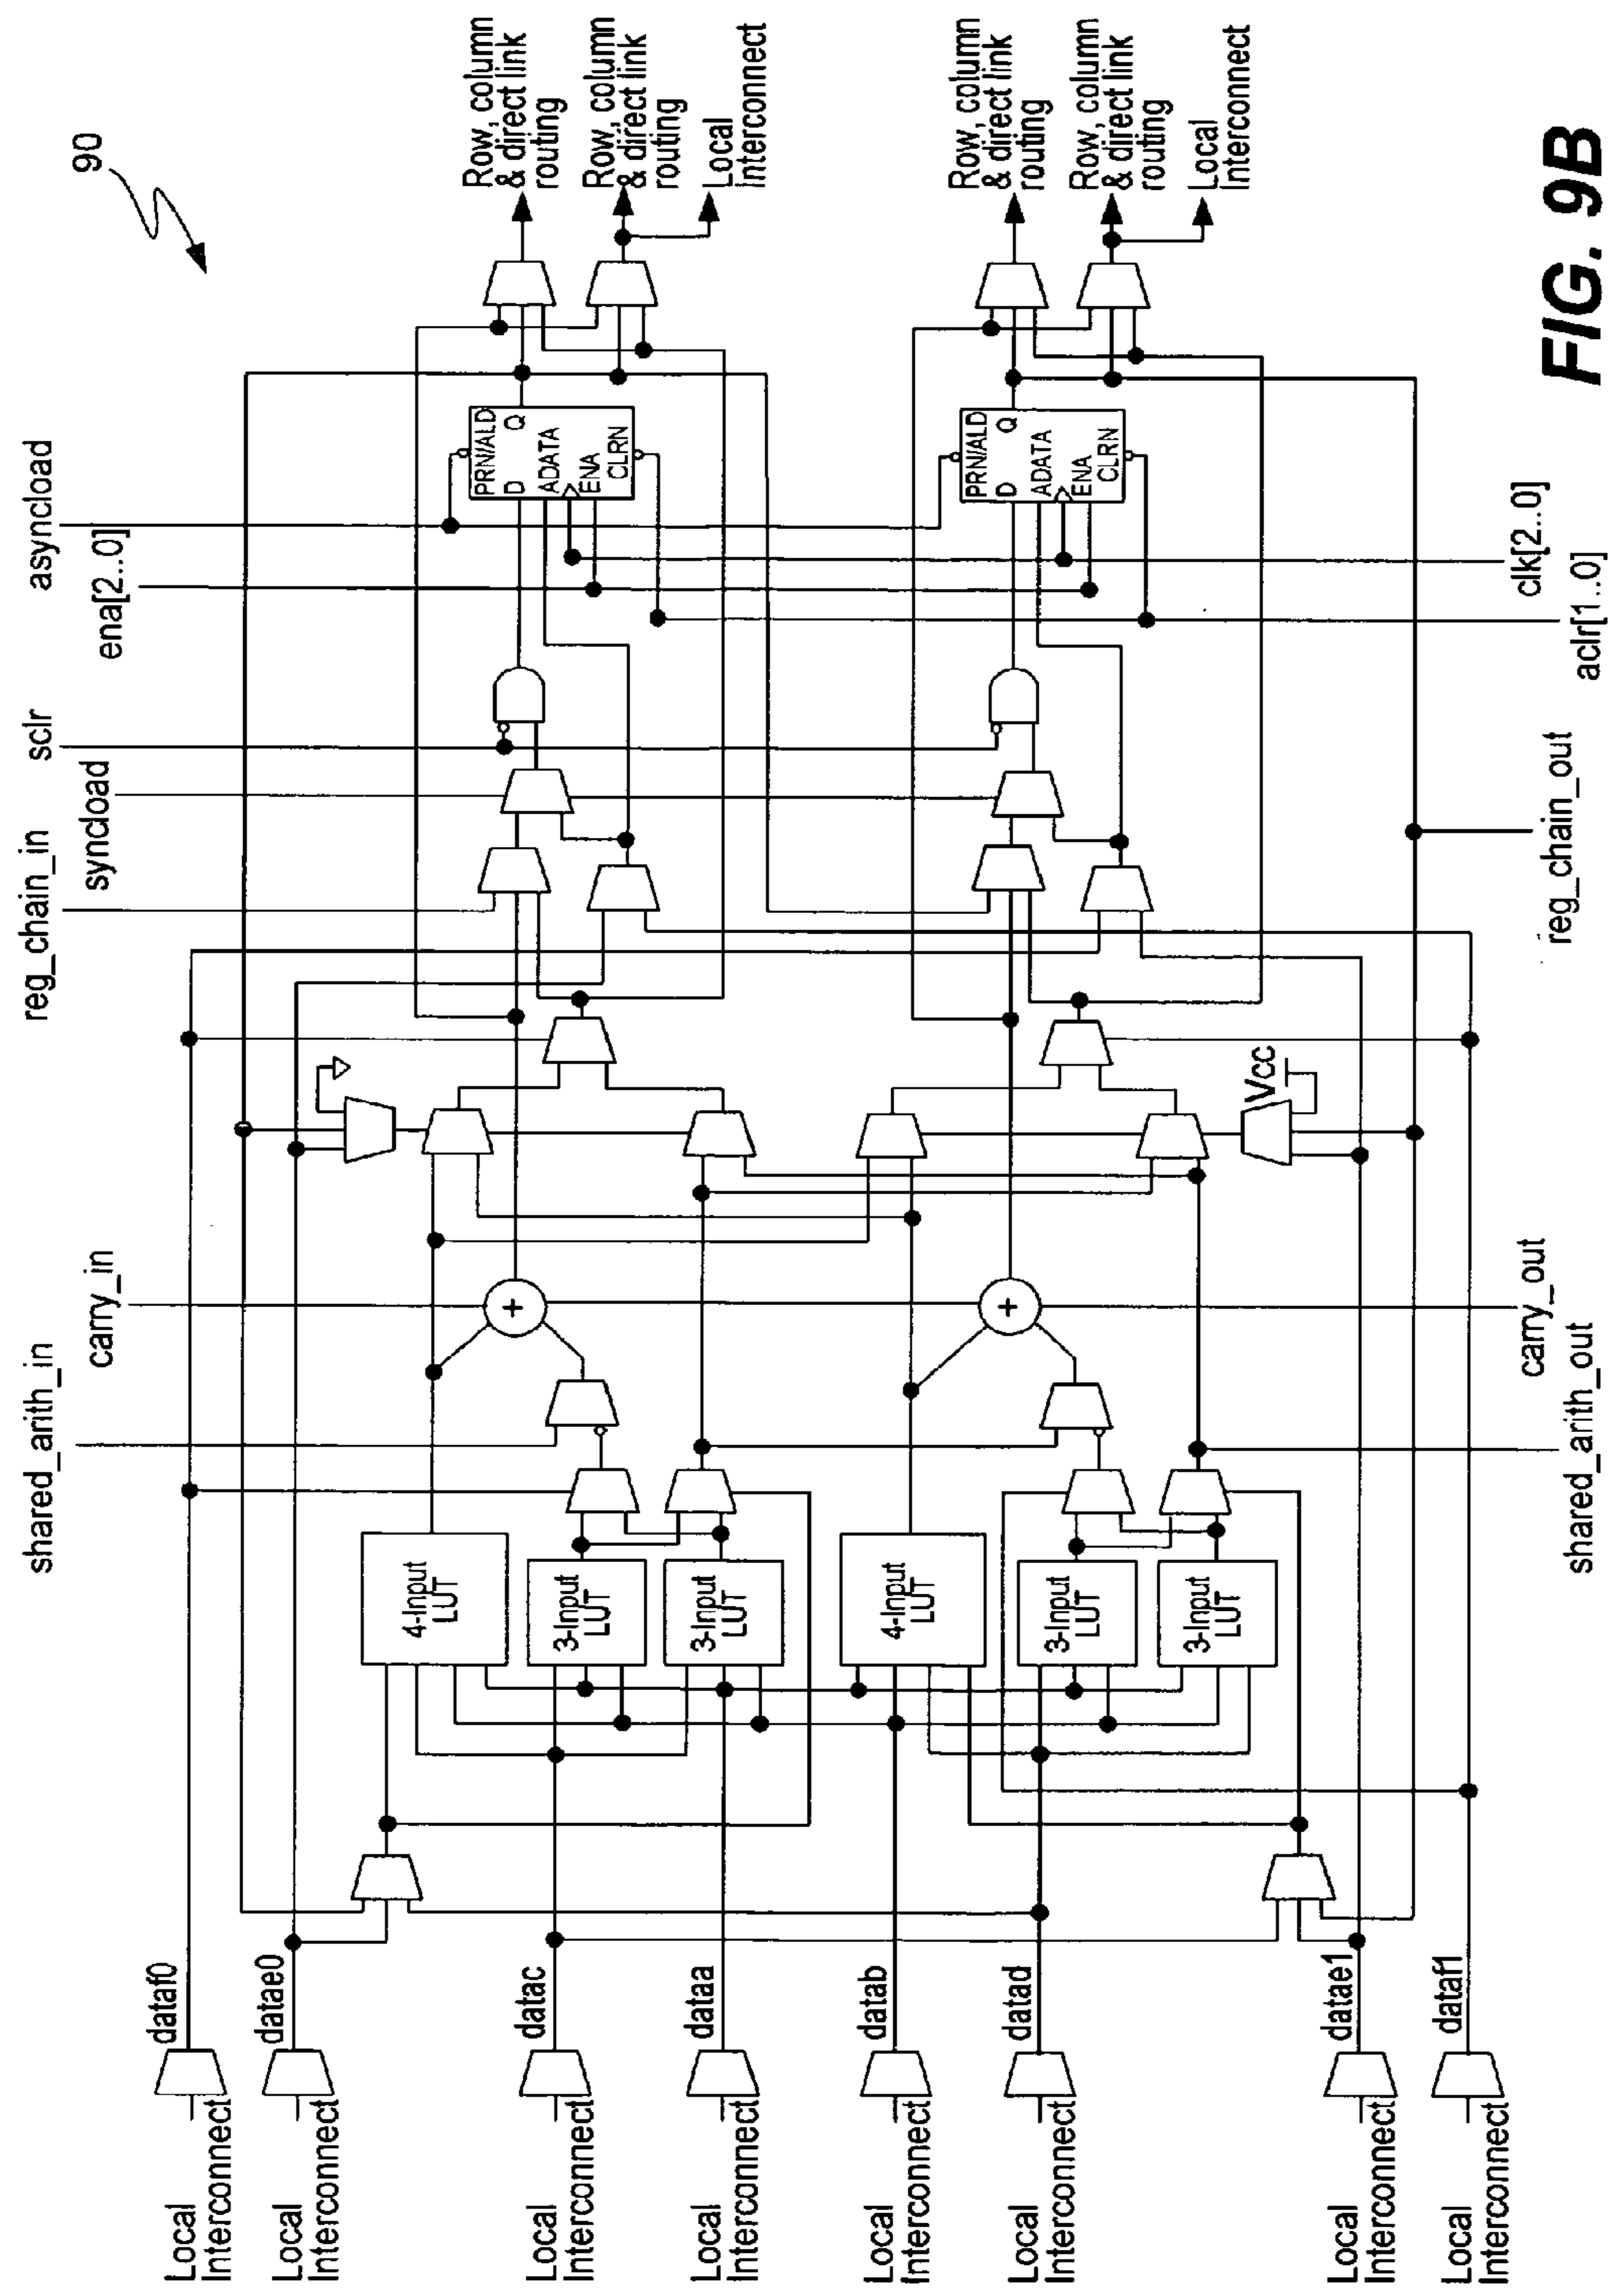 90
Row, column
& direct link
routing
Row, column
& direct link
routing
Local
Interconnect
Row, column
& direct link
routing
Row, column
& direct link
routing
Local
Interconnect
asyncload
ena[2..0]
sclr
syncload
reg_chain_in
carry_in
shared_arith_in
PRN/ALD
D Q
ADATA
ENA
CLRN
PRN/ALD
D Q
ADATA
ENA
CLRN
clk[2..0]
aclr[1..0]
reg_chain_out
carry_out
shared_arith_out
Vcc
+
+
4-Input
LUT
3-Input
LUT
3-Input
LUT
4-Input
LUT
3-Input
LUT
3-Input
LUT
dataf0
datae0
datac
dataa
datab
datad
datae1
dataf1
Local
Interconnect
Local
Interconnect
Local
Interconnect
Local
Interconnect
Local
Interconnect
Local
Interconnect
Local
Interconnect
Local
Interconnect
FIG. 9B